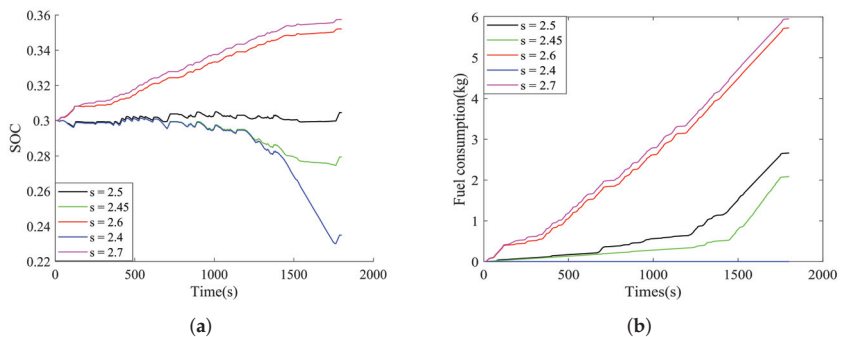 0.36
0.34
0.32
0.3
0.28
0.26
0.24
0.22
SOC
s = 2.5
s = 2.45
s = 2.6
s = 2.4
s = 2.7
0 500 1000 1500 2000
Time(s)
(a)
6
5
4
3
2
1
0
Fuel consumption(kg)
s = 2.5
s = 2.45
s = 2.6
s = 2.4
s = 2.7
0 500 1000 1500 2000
Times(s)
(b)